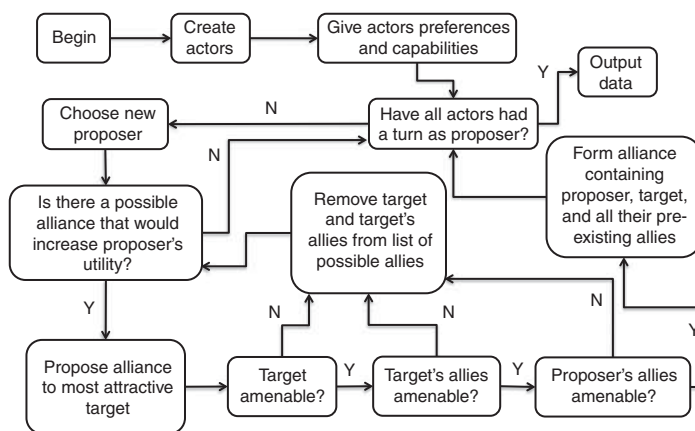 Begin
Create
actors
Give actors preferences
and capabilities
Y
Output
data
Choose new
proposer
N
Have all actors had
a turn as proposer?
N
Is there a possible
alliance that would
increase proposer's
utility?
Remove target
and target's
allies from list of
possible allies
Form alliance
containing
proposer, target,
and all their pre-
existing allies
Y
N
N
N
Y
Propose alliance
to most attractive
target
Target
amenable?
Y
Target's allies
amenable?
Y
Proposer's allies
amenable?